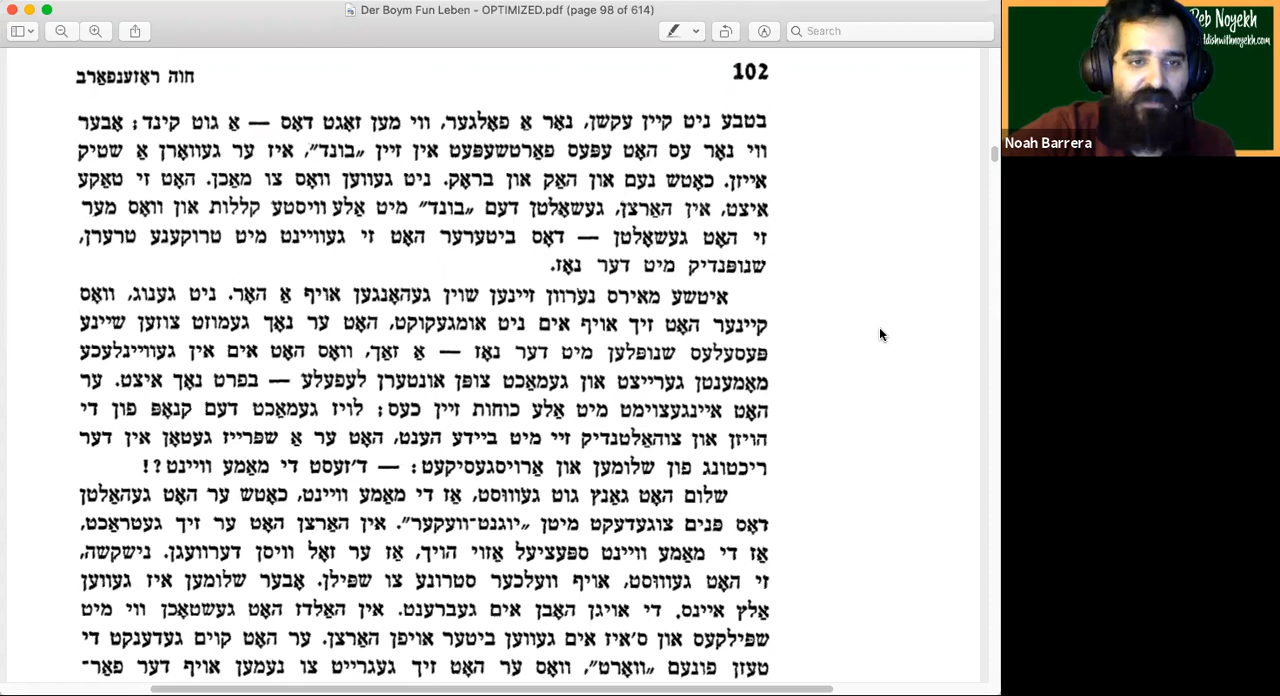 Der Boym Fun Leben - OPTIMIZED.pdf (page 98 of 614)
Search
Reb Noyekh
ldishwithnoyekh.com
Noah Barrera
102
חוה ראָזענפֿאַרב
בטבע ניט קיין עקשן, נאָר אַ פאָלגער, ווי מען זאָגט דאָס — אַ גוט קינד; אָבער
ווי נאָר עס האָט עפּעס פאַרטשעפּעט אין זיין „בונד”, איז ער געוואָרן אַ שטיק
אייזן. כאָטש נעם און האַק און בראָק. ניט געווען וואָס צו מאַכן. האָט זי טאַקע
איצט, אין האַרצן, געשאָלטן דעם „בונד” מיט אַלע וויסטע קללות און וואָס מער
זי האָט געשאָלטן — דאָס ביטערער האָט זי געוויינט מיט טרוקענע טרערן,
שנופּנדיק מיט דער נאָז.
איטשע מאירס נערוון זיינען שוין געהאָנגען אויף אַ האָר. ניט גענוג, וואָס
קיינער האָט זיך אויף אים ניט אומגעקוקט, האָט ער נאָך געמוזט צוזען שיינע
פּעסעלעס שנופּלען מיט דער נאָז — אַ זאַך, וואָס האָט אים אין געוויינלעכע
מאָמענטן גערייצט און געמאַכט צופּן אונטערן לעפעלע — בפרט נאָך איצט. ער
האָט איינגעצוימט מיט אַלע כוחות זיין כעס; לויז געמאַכט דעם קנאָפּ פון די
הויזן און צוהאַלטנדיק זיי מיט ביידע הענט, האָט ער אַ שפּרייז געטאָן אין דער
ריכטונג פון שלומען און אַרויסגעסיקעט: — ד׳זעסט די מאַמע וויינט?!
שלום האָט גאַנץ גוט געוווּסט, אַז די מאַמע וויינט, כאָטש ער האָט געהאַלטן
דאָס פּנים צוגעדעקט מיטן „יוגנט־וועקער”. אין האַרצן האָט ער זיך געטראַכט,
אַז די מאַמע וויינט ספּעציעל אַזוי הויך, אַז ער זאָל וויסן דערוועגן. נישקשה,
זי האָט געוווּסט, אויף וועלכער סטרונע צו שפּילן. אָבער שלומען איז געווען
אַלץ איינס. די אויגן האָבן אים געברענט. אין האַלדז האָט געשטאָכן ווי מיט
שפּילקעס און ס׳איז אים געווען ביטער אויפן האַרצן. ער האָט קוים געדענקט די
טעזן פונעם „וואָרט”, וואָס ער האָט זיך געגרייט צו נעמען אויף דער פאַר־